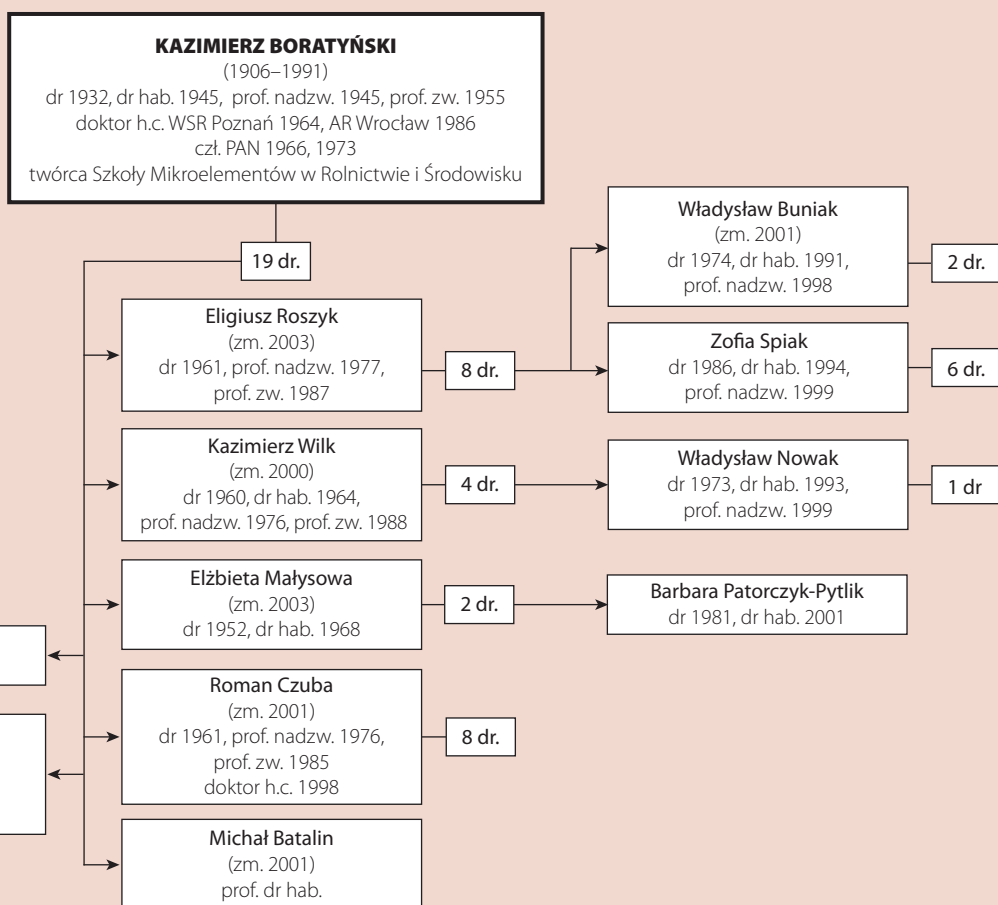 KAZIMIERZ BORATYŃSKI
(1906–1991)
dr 1932, dr hab. 1945, prof. nadzw. 1945, prof. zw. 1955
doktor h.c. WSR Poznań 1964, AR Wrocław 1986
czł. PAN 1966, 1973
twórca Szkoły Mikroelementów w Rolnictwie i Środowisku
19 dr.
Eligiusz Roszyk
(zm. 2003)
dr 1961, prof. nadzw. 1977,
prof. zw. 1987
8 dr.
Władysław Buniak
(zm. 2001)
dr 1974, dr hab. 1991,
prof. nadzw. 1998
2 dr.
Zofia Spiak
dr 1986, dr hab. 1994,
prof. nadzw. 1999
6 dr.
Kazimierz Wilk
(zm. 2000)
dr 1960, dr hab. 1964,
prof. nadzw. 1976, prof. zw. 1988
4 dr.
Władysław Nowak
dr 1973, dr hab. 1993,
prof. nadzw. 1999
1 dr
Elżbieta Małysowa
(zm. 2003)
dr 1952, dr hab. 1968
2 dr.
Barbara Patorczyk-Pytlik
dr 1981, dr hab. 2001
Roman Czuba
(zm. 2001)
dr 1961, prof. nadzw. 1976,
prof. zw. 1985
doktor h.c. 1998
8 dr.
Michał Batalin
(zm. 2001)
prof. dr hab.